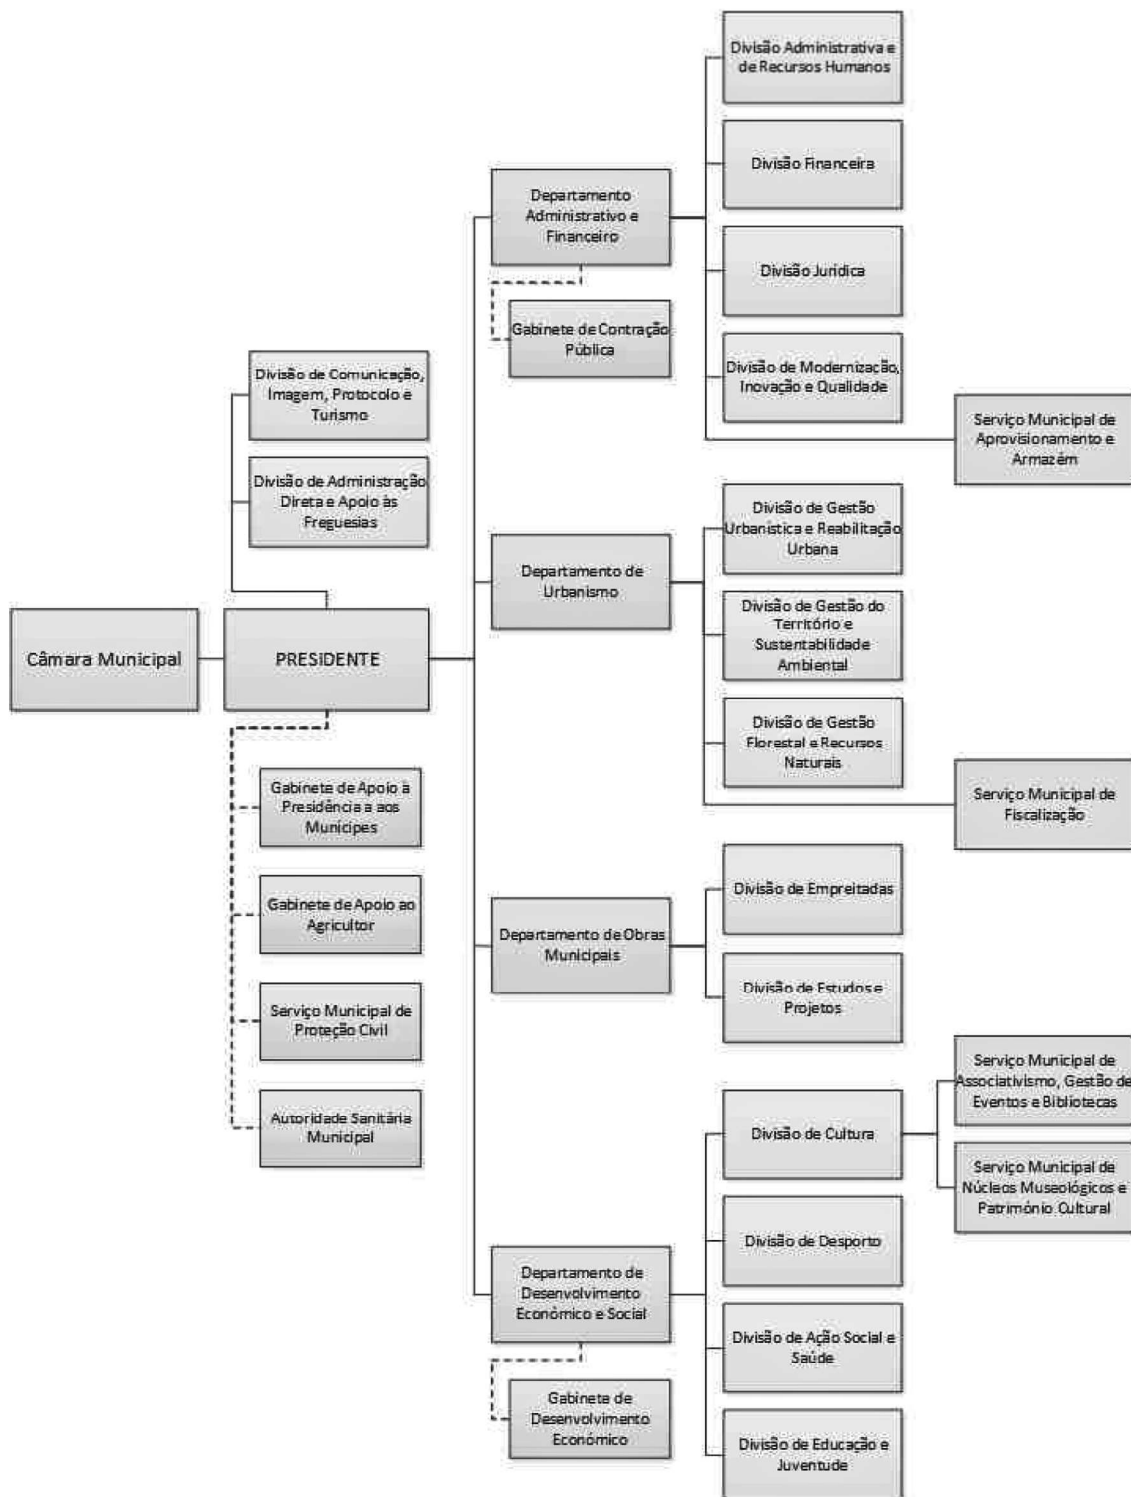 Divisão Administrativa e
de Recursos Humanos
Divisão Financeira
Departamento
Administrativo e
Financeiro
Divisão Jurídica
Gabinete de Contração
Pública
Divisão de Modernização,
Inovação e Qualidade
Divisão de Comunicação,
Imagem, Protocolo e
Turismo
Serviço Municipal de
Aprovisionamento e
Armazém
Divisão de Administração
Direta e Apoio às
Freguesias
Divisão de Gestão
Urbanística e Reabilitação
Urbana
Departamento de
Urbanismo
Divisão de Gestão do
Território e
Sustentabilidade
Ambiental
Câmara Municipal
PRESIDENTE
Divisão de Gestão
Florestal e Recursos
Naturais
Gabinete de Apoio à
Presidência a aos
Munícipes
Serviço Municipal de
Fiscalização
Divisão de Empreitadas
Gabinete de Apoio ao
Agricultor
Departamento de Obras
Municipais
Divisão de Estudos e
Projetos
Serviço Municipal de
Proteção Civil
Serviço Municipal de
Associativismo, Gestão de
Eventos e Bibliotecas
Autoridade Sanitária
Municipal
Divisão de Cultura
Serviço Municipal de
Núcleos Museológicos e
Património Cultural
Divisão de Desporto
Departamento de
Desenvolvimento
Económico e Social
Divisão de Ação Social e
Saúde
Gabinete de
Desenvolvimento
Económico
Divisão de Educação e
Juventude